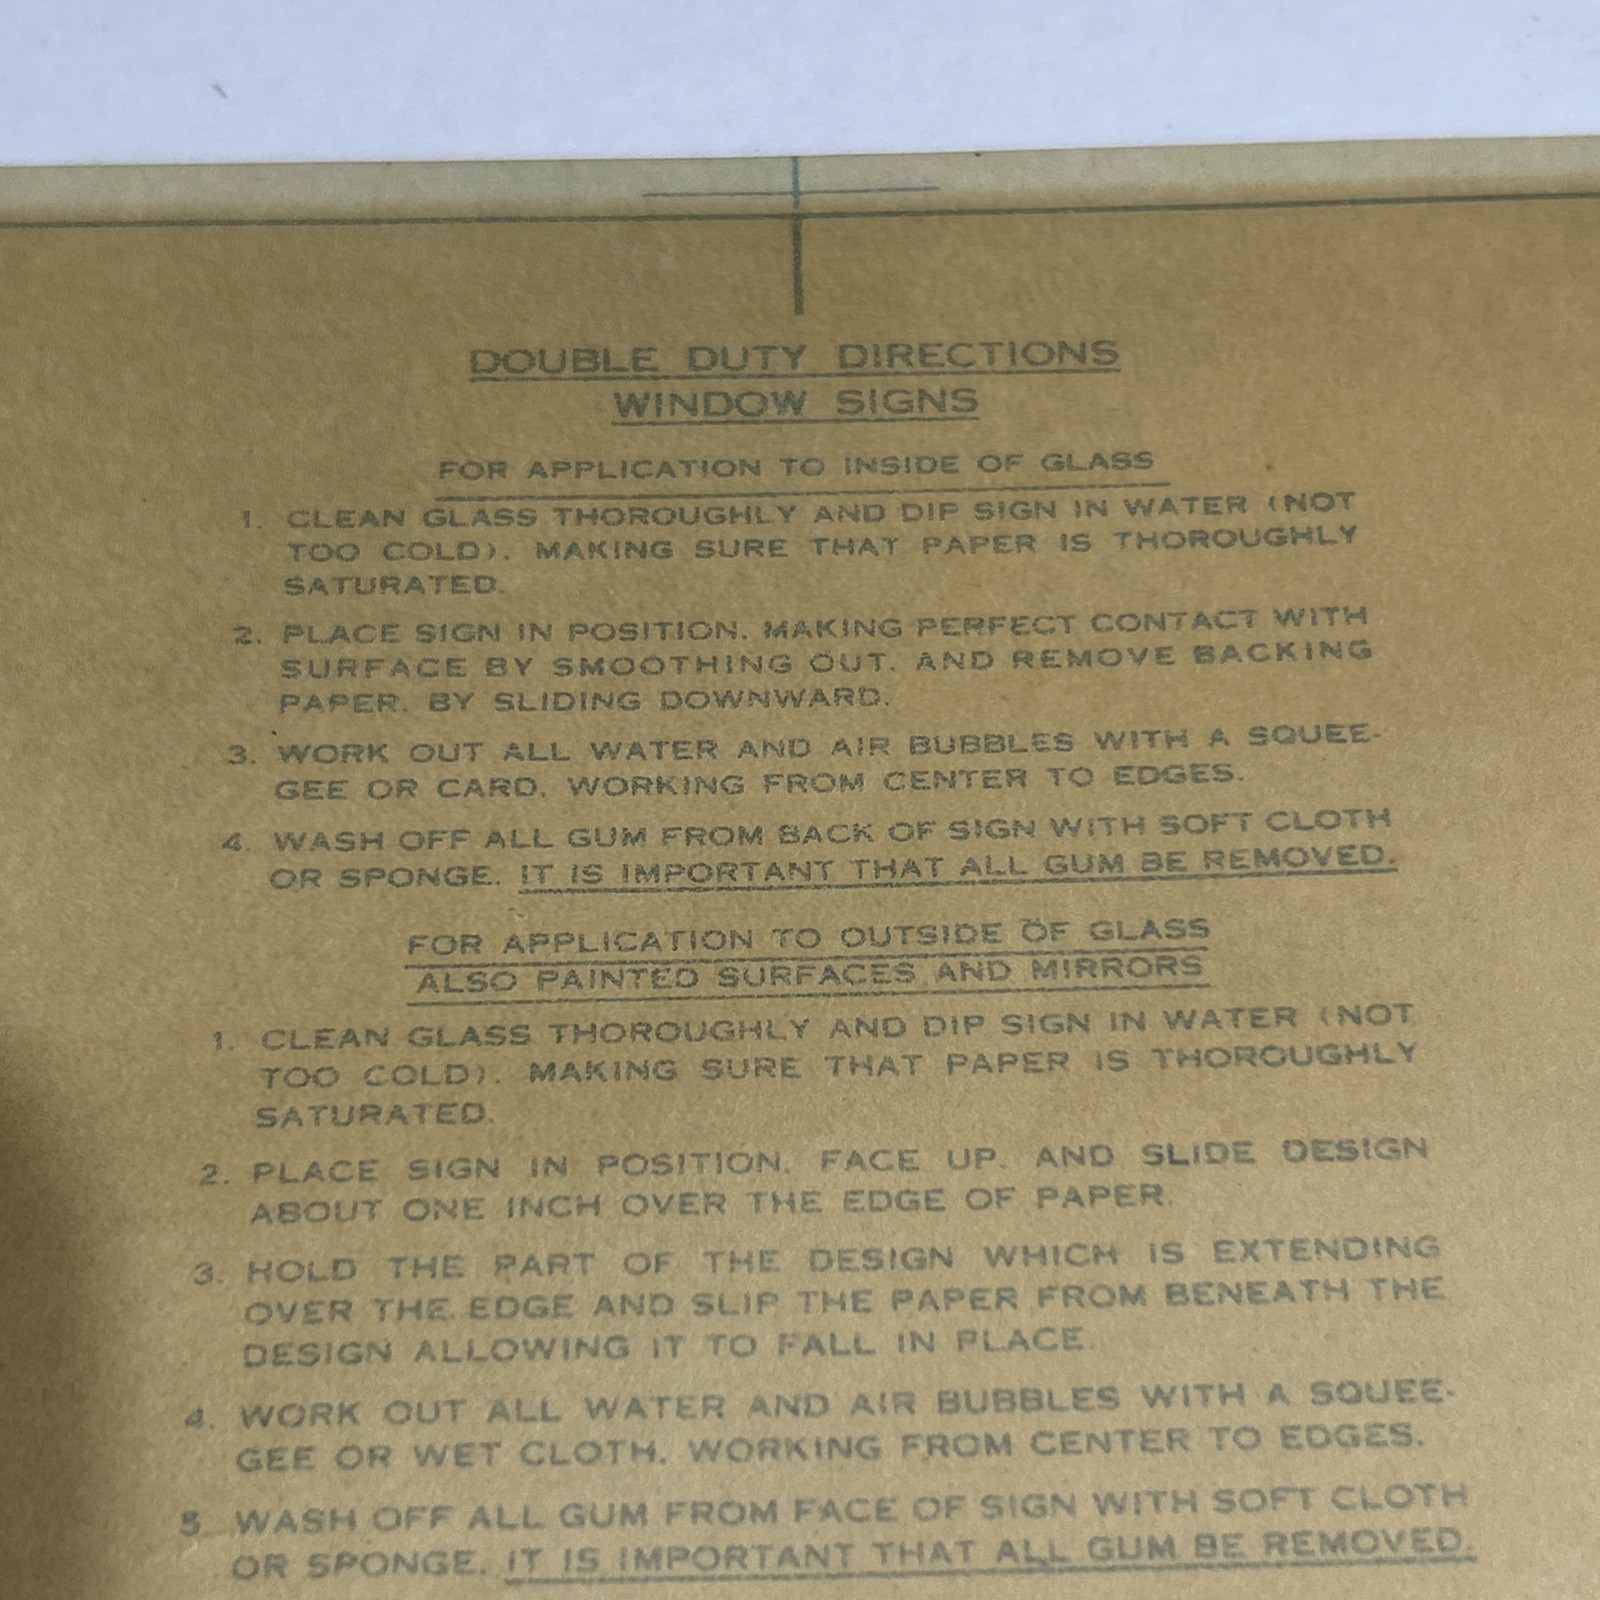 DOUBLE DUTY DIRECTIONS
WINDOW SIGNS
FOR APPLICATION TO INSIDE OF GLASS
1. CLEAN GLASS THOROUGHLY AND DIP SIGN IN WATER (NOT
TOO COLD), MAKING SURE THAT PAPER IS THOROUGHLY
SATURATED.
2. PLACE SIGN IN POSITION, MAKING PERFECT CONTACT WITH
SURFACE BY SMOOTHING OUT, AND REMOVE BACKING
PAPER, BY SLIDING DOWNWARD.
3. WORK OUT ALL WATER AND AIR BUBBLES WITH A SQUEE-
GEE OR CARD, WORKING FROM CENTER TO EDGES.
4. WASH OFF ALL GUM FROM BACK OF SIGN WITH SOFT CLOTH
OR SPONGE. IT IS IMPORTANT THAT ALL GUM BE REMOVED.
FOR APPLICATION TO OUTSIDE OF GLASS
ALSO PAINTED SURFACES AND MIRRORS
1. CLEAN GLASS THOROUGHLY AND DIP SIGN IN WATER (NOT
TOO COLD), MAKING SURE THAT PAPER IS THOROUGHLY
SATURATED.
2. PLACE SIGN IN POSITION, FACE UP, AND SLIDE DESIGN
ABOUT ONE INCH OVER THE EDGE OF PAPER.
3. HOLD THE PART OF THE DESIGN WHICH IS EXTENDING
OVER THE EDGE AND SLIP THE PAPER FROM BENEATH THE
DESIGN ALLOWING IT TO FALL IN PLACE.
4. WORK OUT ALL WATER AND AIR BUBBLES WITH A SQUEE-
GEE OR WET CLOTH, WORKING FROM CENTER TO EDGES.
5. WASH OFF ALL GUM FROM FACE OF SIGN WITH SOFT CLOTH
OR SPONGE. IT IS IMPORTANT THAT ALL GUM BE REMOVED.